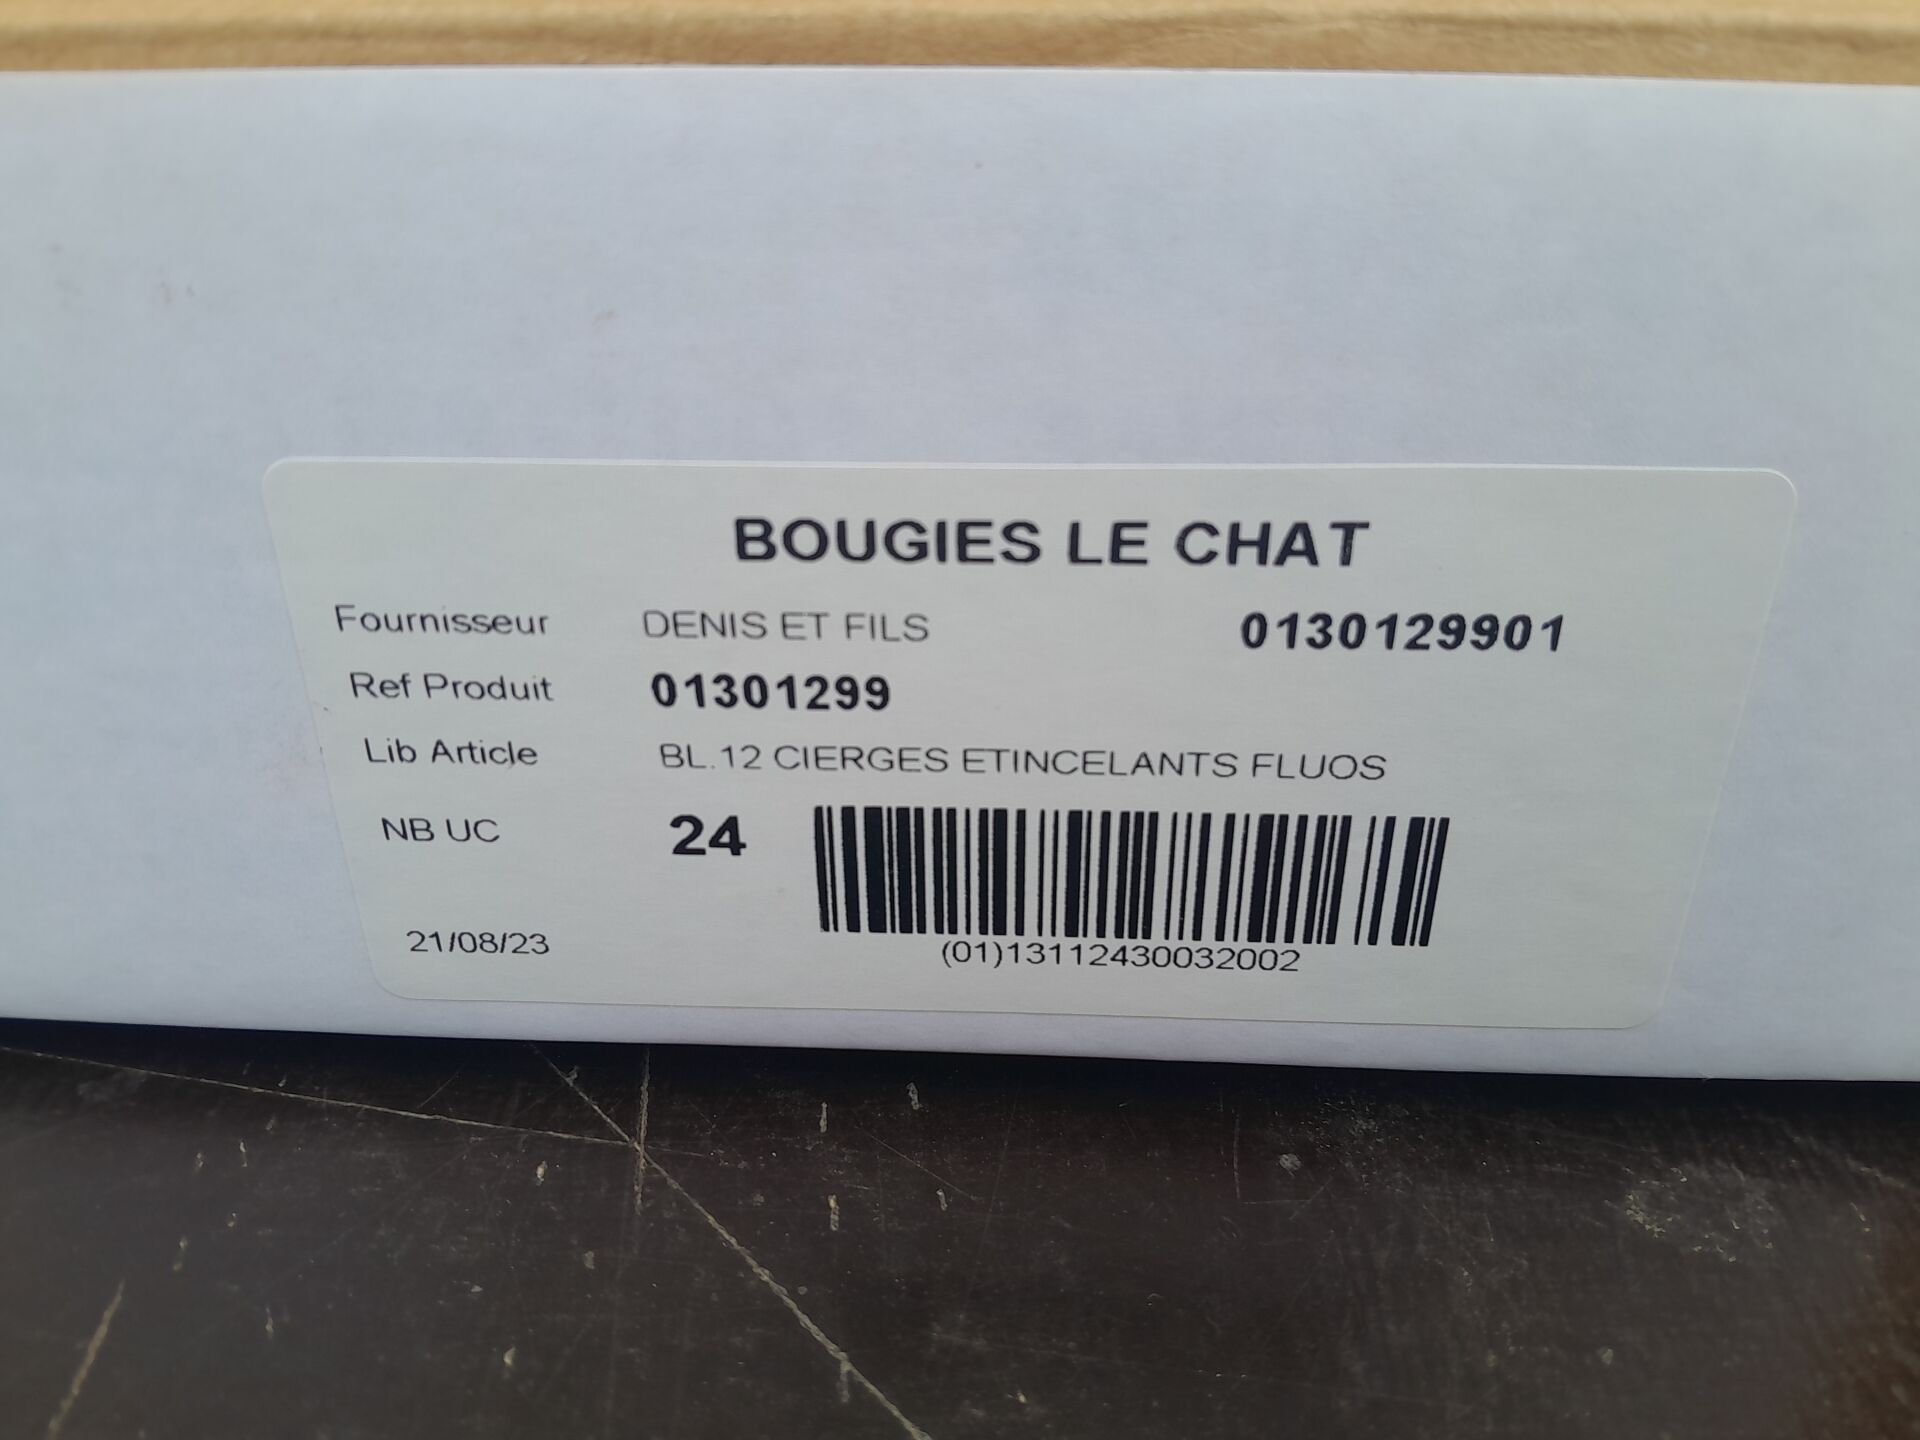 BOUGIES LE CHAT
Fournisseur DENIS ET FILS 0130129901
Ref Produit 01301299
Lib Article BL.12 CIERGES ETINCELANTS FLUOS
NB UC 24
21/08/23 (01)13112430032002